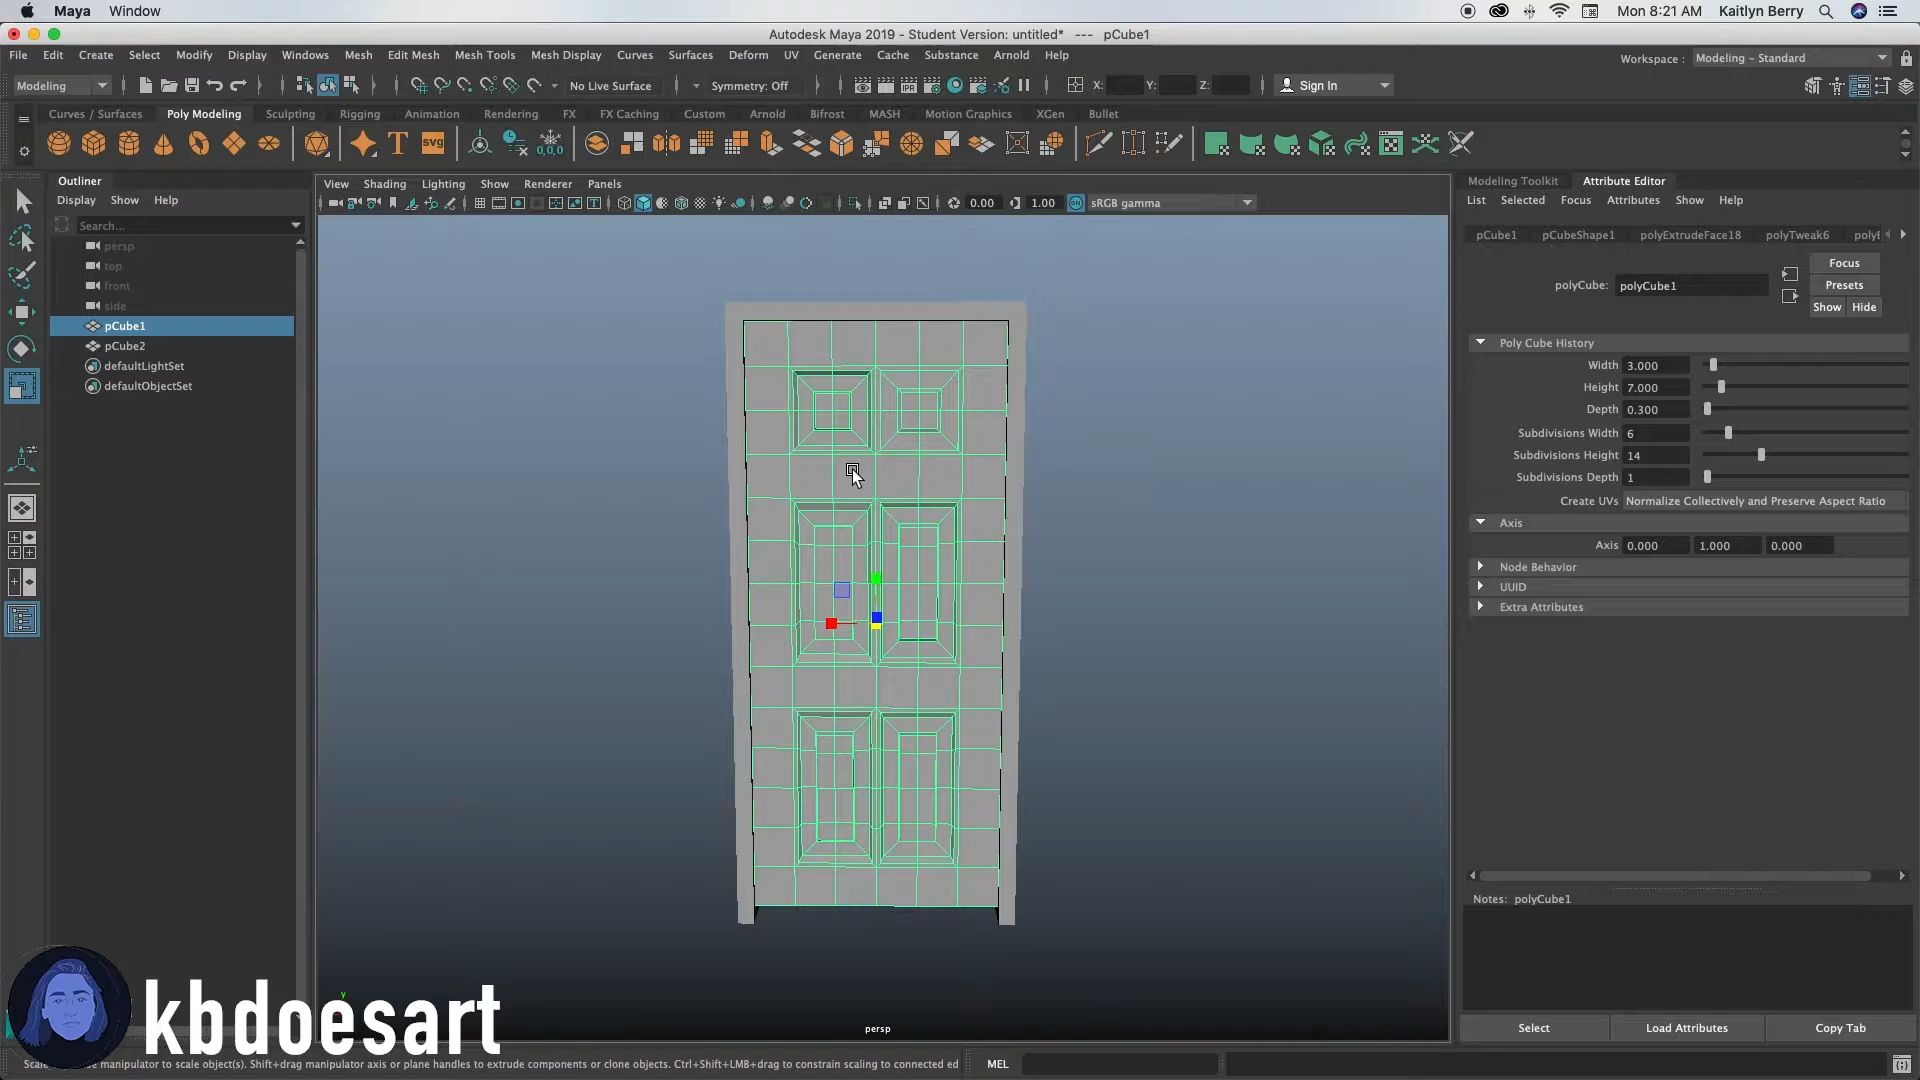 Maya Window Mon 8:21 AM Kaitlyn Berry
Autodesk Maya 2019 - Student Version: untitled* --- pCube1
File Edit Create Select Modify Display Windows Mesh Edit Mesh Mesh Tools Mesh Display Curves Surfaces Deform UV Generate Cache Substance Arnold Help Workspace : Modeling - Standard
Modeling No Live Surface Symmetry: Off X: Y: Z: Sign In
Curves / Surfaces Poly Modeling Sculpting Rigging Animation Rendering FX FX Caching Custom Arnold Bifrost MASH Motion Graphics XGen Bullet
T svg 0,0,0
Outliner
Display Show Help
Search...
persp
top
front
side
pCube1
pCube2
defaultLightSet
defaultObjectSet
View Shading Lighting Show Renderer Panels
0.00 1.00 ON sRGB gamma
y
persp
Modeling Toolkit Attribute Editor
List Selected Focus Attributes Show Help
pCube1 pCubeShape1 polyExtrudeFace18 polyTweak6
polyCube: polyCube1
Focus
Presets
Show Hide
Poly Cube History
Width 3.000
Height 7.000
Depth 0.300
Subdivisions Width 6
Subdivisions Height 14
Subdivisions Depth 1
Create UVs Normalize Collectively and Preserve Aspect Ratio
Axis
Axis 0.000 1.000 0.000
Node Behavior
UUID
Extra Attributes
Notes: polyCube1
Select Load Attributes Copy Tab
kbdoesart
manipulator to scale object(s). Shift+drag manipulator axis or plane handles to extrude components or clone objects. Ctrl+Shift+LMB+drag to constrain scaling to connected ed
MEL